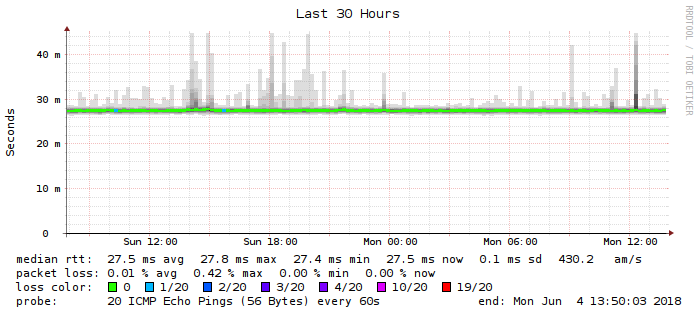 Last 30 Hours
RRDTOOL / TOBI OETIKER
Seconds
40 m
30 m
20 m
10 m
0
Sun 12:00 Sun 18:00 Mon 00:00 Mon 06:00 Mon 12:00
median rtt: 27.5 ms avg 27.8 ms max 27.4 ms min 27.5 ms now 0.1 ms sd 430.2 am/s
packet loss: 0.01 % avg 0.42 % max 0.00 % min 0.00 % now
loss color: 0 1/20 2/20 3/20 4/20 10/20 19/20
probe: 20 ICMP Echo Pings (56 Bytes) every 60s end: Mon Jun 4 13:50:03 2018